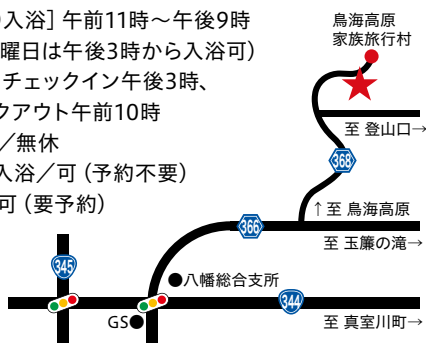 入浴］午前11時～午後9時
曜日は午後3時から入浴可）
チェックイン午後3時、
クアウト午前10時
／無休
入浴／可（予約不要）
可（要予約）
鳥海高原
家族旅行村
至 登山口→
368
↑至 鳥海高原
366
至 玉簾の滝→
345
●八幡総合支所
344
GS●
至 真室川町→